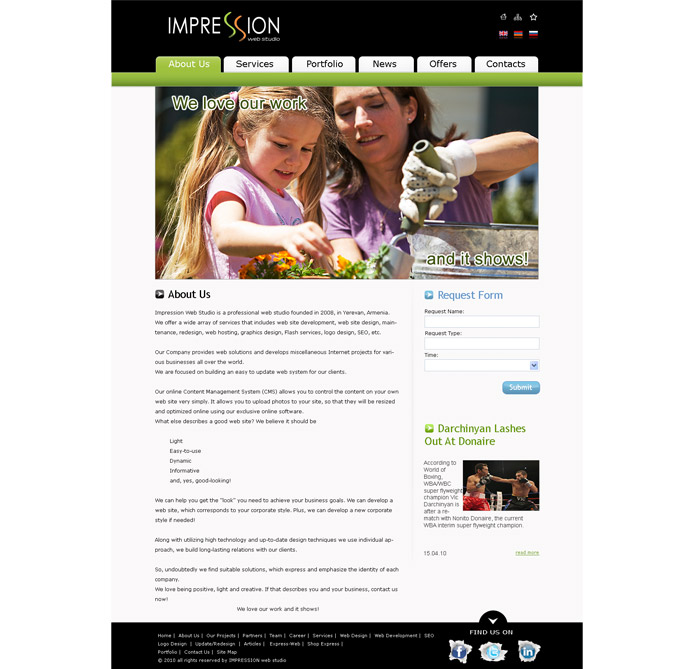 IMPRESSION
web studio
About Us
Services
Portfolio
News
Offers
Contacts
We love our work
and it shows!
About Us
Impression Web Studio is a professional web studio founded in 2008, in Yerevan, Armenia.
We offer a wide array of services that includes web site development, web site design, main-
tenance, redesign, web hosting, graphics design, Flash services, logo design, SEO, etc.
Our Company provides web solutions and develops miscellaneous Internet projects for vari-
ous businesses all over the world.
We are focused on building an easy to update web system for our clients.
Our online Content Management System (CMS) allows you to control the content on your own
web site very simply. It allows you to upload photos to your site, so that they will be resized
and optimized online using our exclusive online software.
What else describes a good web site? We believe it should be
Light
Easy-to-use
Dynamic
Informative
and, yes, good-looking!
We can help you get the "look" you need to achieve your business goals. We can develop a
web site, which corresponds to your corporate style. Plus, we can develop a new corporate
style if needed!
Along with utilizing high technology and up-to-date design techniques we use individual ap-
proach, we build long-lasting relations with our clients.
So, undoubtedly we find suitable solutions, which express and emphasize the identity of each
company.
We love being positive, light and creative. If that describes you and your business, contact us
now!
We love our work and it shows!
Request Form
Request Name:
Request Type:
Time:
Submit
Darchinyan Lashes
Out At Donaire
According to
World of
Boxing,
WBA/WBC
super flyweight
champion Vic
Darchinyan is
after a re-
match with Nonito Donaire, the current
WBA interim super flyweight champion.
15 04.10
read more
Home | About Us | Our Projects | Partners | Team | Career | Services | Web Design | Web Development | SEO
Logo Design | Update/Redesign | Articles | Express-Web | Shop Express |
Portfolio | Contact Us | Site Map
© 2010 all rights reserved by IMPRESSION web studio
FIND US ON
f
t
in